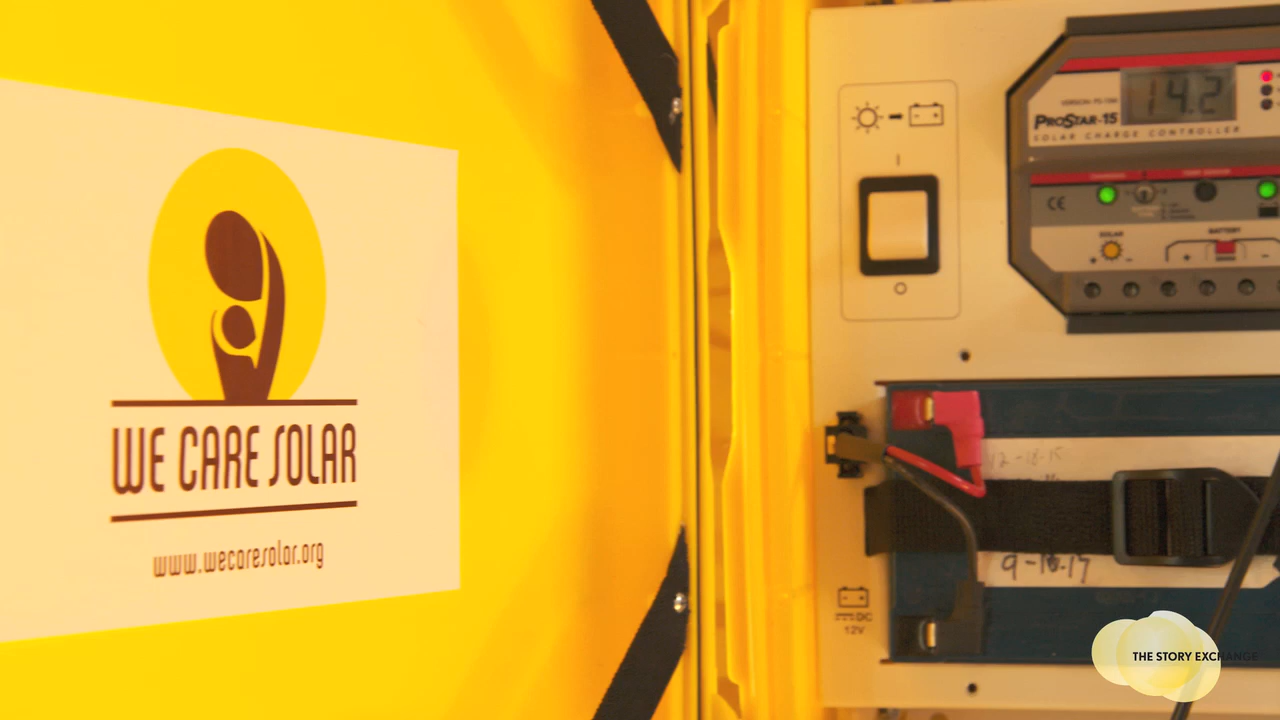 WE CARE SOLAR
www.wecaresolar.org
14.2
PROSTAR-15
SOLAR CHARGE CONTROLLER
CE
SOLAR
BATTERY
+ -
+ -
12-18-15
9-18-17
DC
12V
THE STORY EXCHANGE